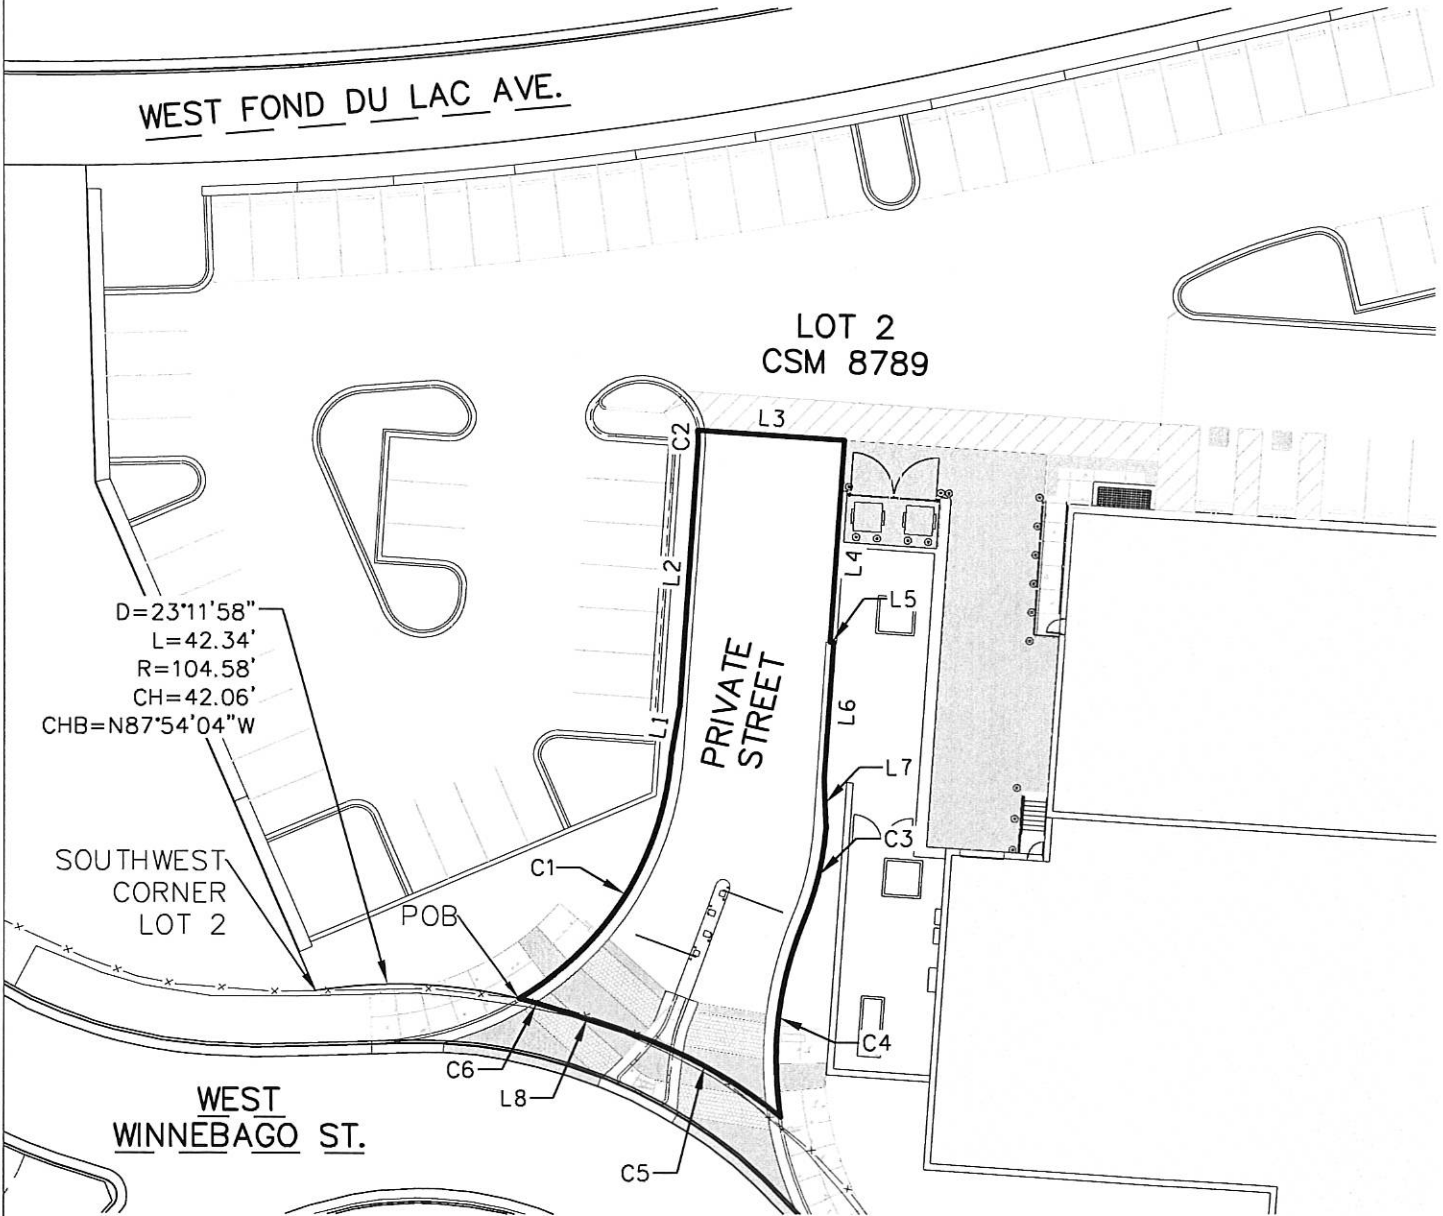 WEST FOND DU LAC AVE.
LOT 2
CSM 8789
L3
C2
L2
L4
L5
D=23°11'58"
L=42.34'
R=104.58'
CH=42.06'
CHB=N87°54'04"W
L1
PRIVATE
STREET
L6
L7
C3
C1
SOUTHWEST
CORNER
LOT 2
POB
C4
C6
L8
C5
WEST
WINNEBAGO ST.